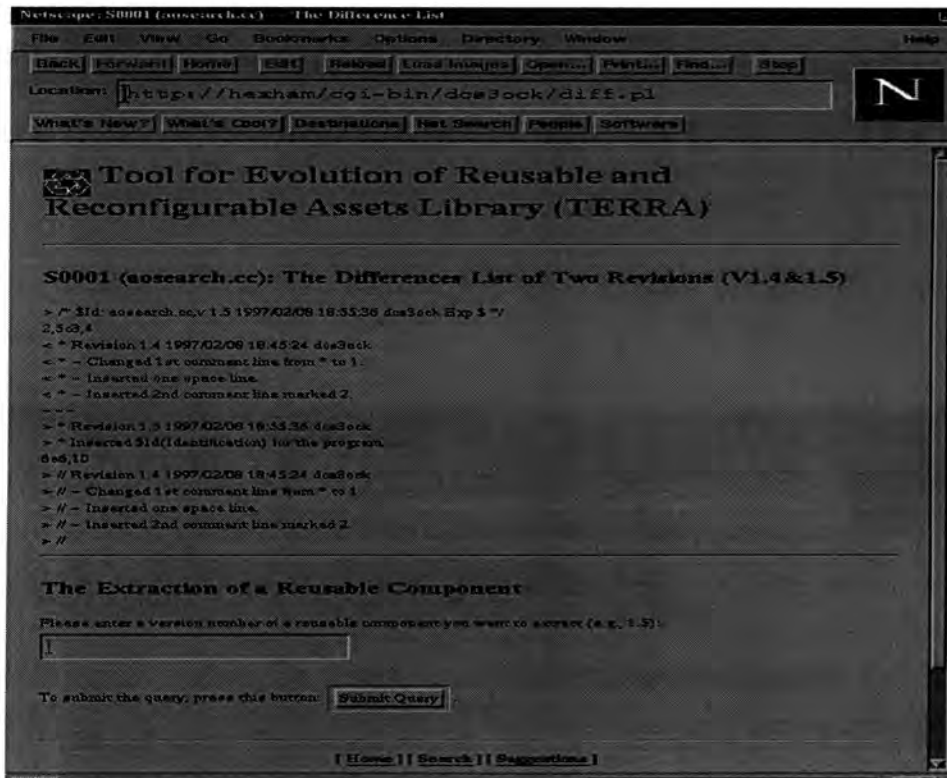 Netscape: S0001 (aosearch.cc) The Difference List
File Edit View Go Bookmarks Options Directory Window Help
Back Forward Home Edit Reload Load Images Open... Print... Find... Stop
Location: http://hexham/cgi-bin/dcs3ock/diff.pl
N
What's New? What's Cool? Destinations Net Search People Software
Tool for Evolution of Reusable and
Reconfigurable Assets Library (TERRA)
S0001 (aosearch.cc): The Differences List of Two Revisions (V1.4&1.5)
> /* $Id: aosearch.cc,v 1.5 1997/02/08 18:55:36 dcs3ock Exp $ */
2,5c3,4
< * Revision 1.4 1997/02/08 18:45:24 dcs3ock
< * - Changed 1st comment line from * to 1.
< * - Inserted one space line.
< * - Inserted 2nd comment line marked 2.
---
> * Revision 1.5 1997/02/08 18:55:36 dcs3ock
> * Inserted $Id(Identification) for the program.
6a6,10
> // Revision 1.4 1997/02/08 18:45:24 dcs3ock
> // - Changed 1st comment line from * to 1
> // - Inserted one space line.
> // - Inserted 2nd comment line marked 2.
> //
The Extraction of a Reusable Component
Please enter a version number of a reusable component you want to extract (e.g., 1.5):
To submit the query, press this button: Submit Query
[ Home ] [ Search ] [ Suggestions ]